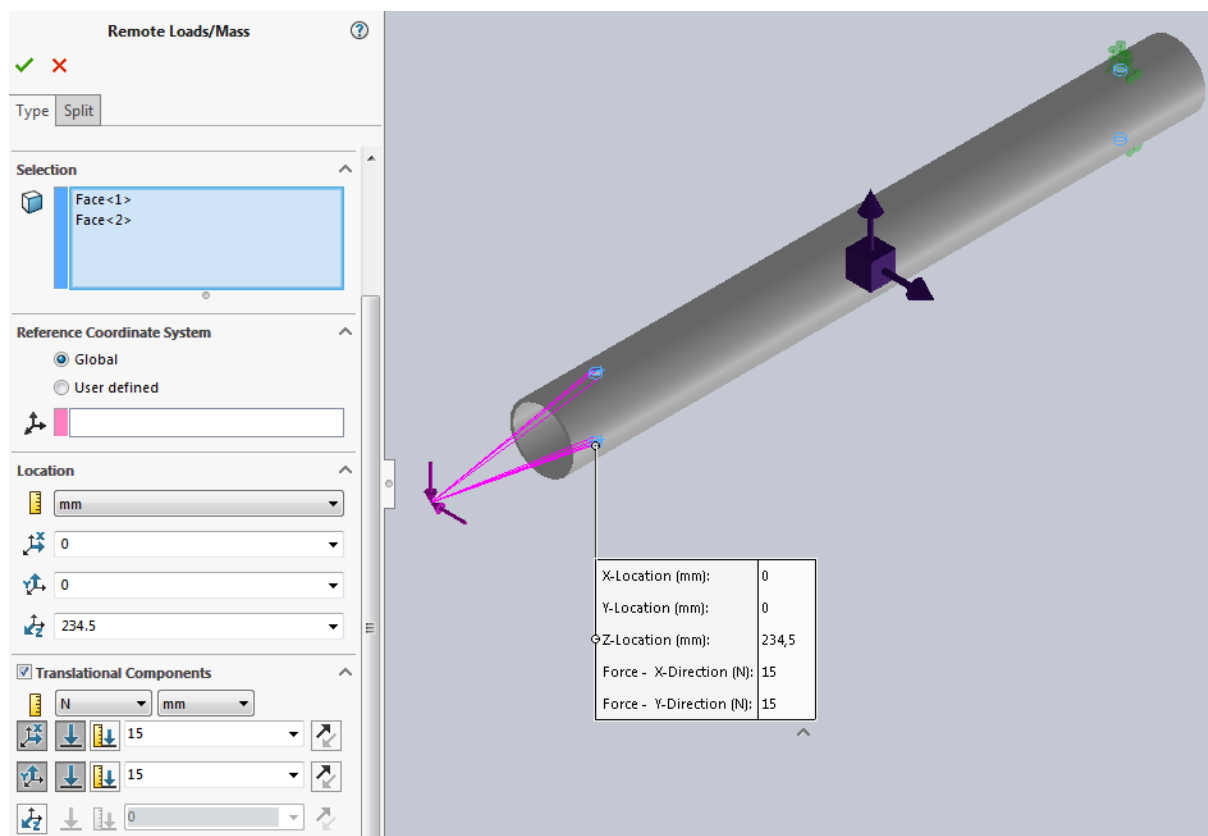 Remote Loads/Mass
?
Type Split
Selection
Face<1>
Face<2>
Reference Coordinate System
Global
User defined
Location
mm
X 0
Y 0
Z 234.5
Translational Components
N mm
X 15
Y 15
Z 0
X-Location (mm): 0
Y-Location (mm): 0
Z-Location (mm): 234,5
Force - X-Direction (N): 15
Force - Y-Direction (N): 15